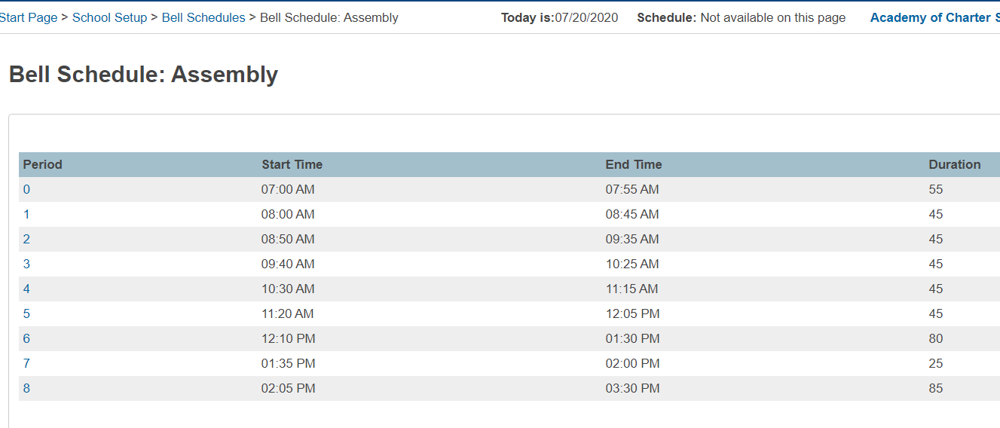 Start Page > School Setup > Bell Schedules > Bell Schedule: Assembly Today is:07/20/2020 Schedule: Not available on this page Academy of Charter S
Bell Schedule: Assembly
Period Start Time End Time Duration
0 07:00 AM 07:55 AM 55
1 08:00 AM 08:45 AM 45
2 08:50 AM 09:35 AM 45
3 09:40 AM 10:25 AM 45
4 10:30 AM 11:15 AM 45
5 11:20 AM 12:05 PM 45
6 12:10 PM 01:30 PM 80
7 01:35 PM 02:00 PM 25
8 02:05 PM 03:30 PM 85